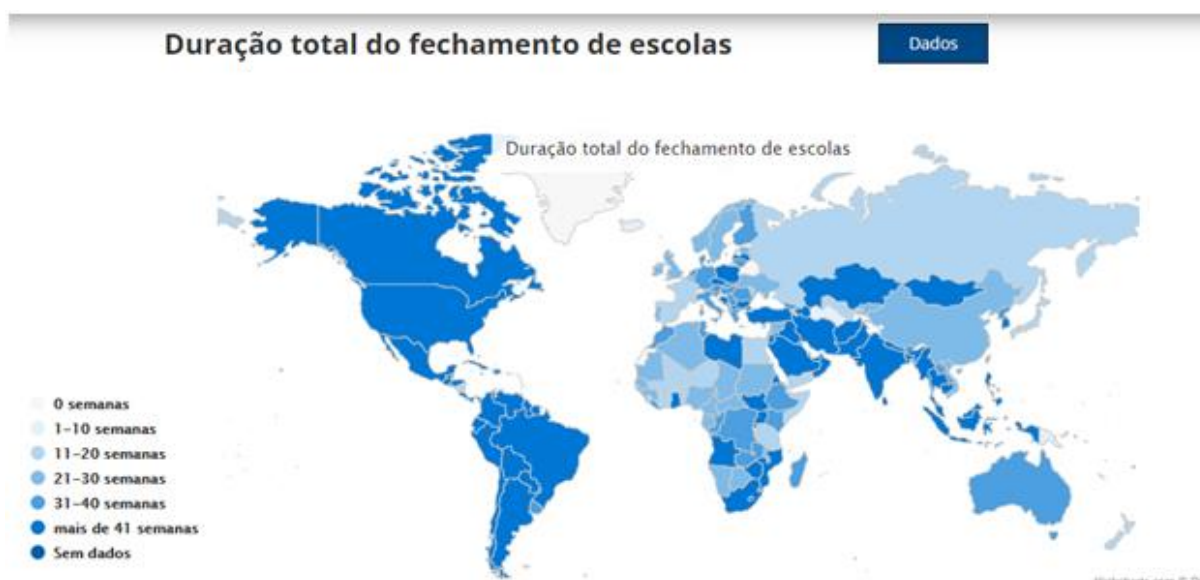 Duração total do fechamento de escolas
Dados
Duração total do fechamento de escolas
0 semanas
1-10 semanas
11-20 semanas
21-30 semanas
31-40 semanas
mais de 41 semanas
Sem dados